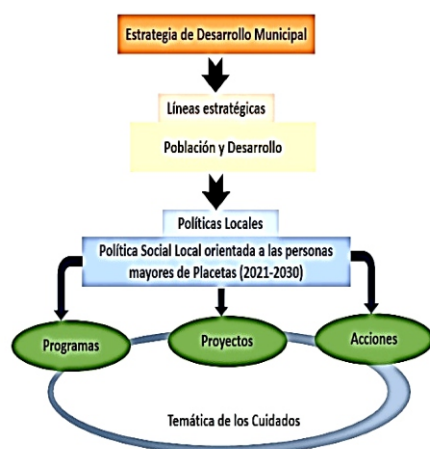 Estrategia de Desarrollo Municipal
Líneas estratégicas
Población y Desarrollo
Políticas Locales
Política Social Local orientada a las personas
mayores de Placetas (2021-2030)
Programas
Proyectos
Acciones
Temática de los Cuidados